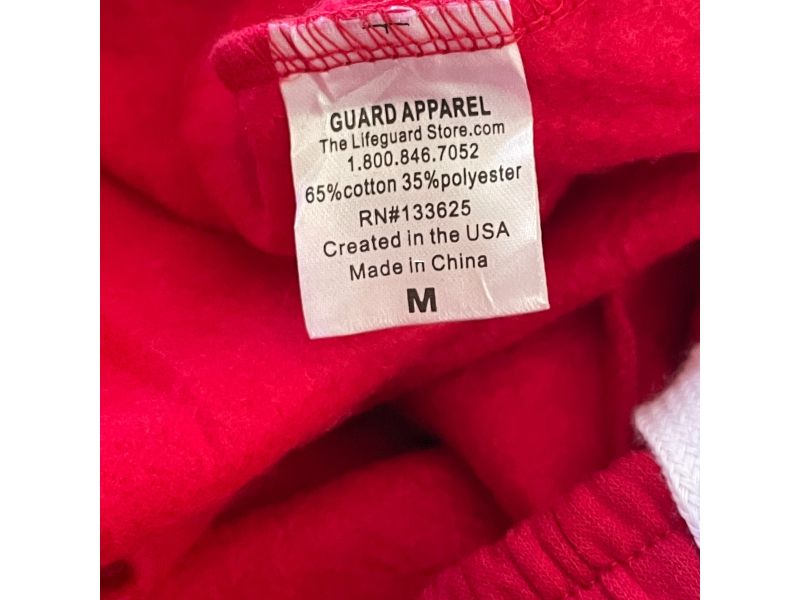 GUARD APPAREL
The Lifeguard Store.com
1.800.846.7052
65%cotton 35%polyester
RN#133625
Created in the USA
Made in China
M